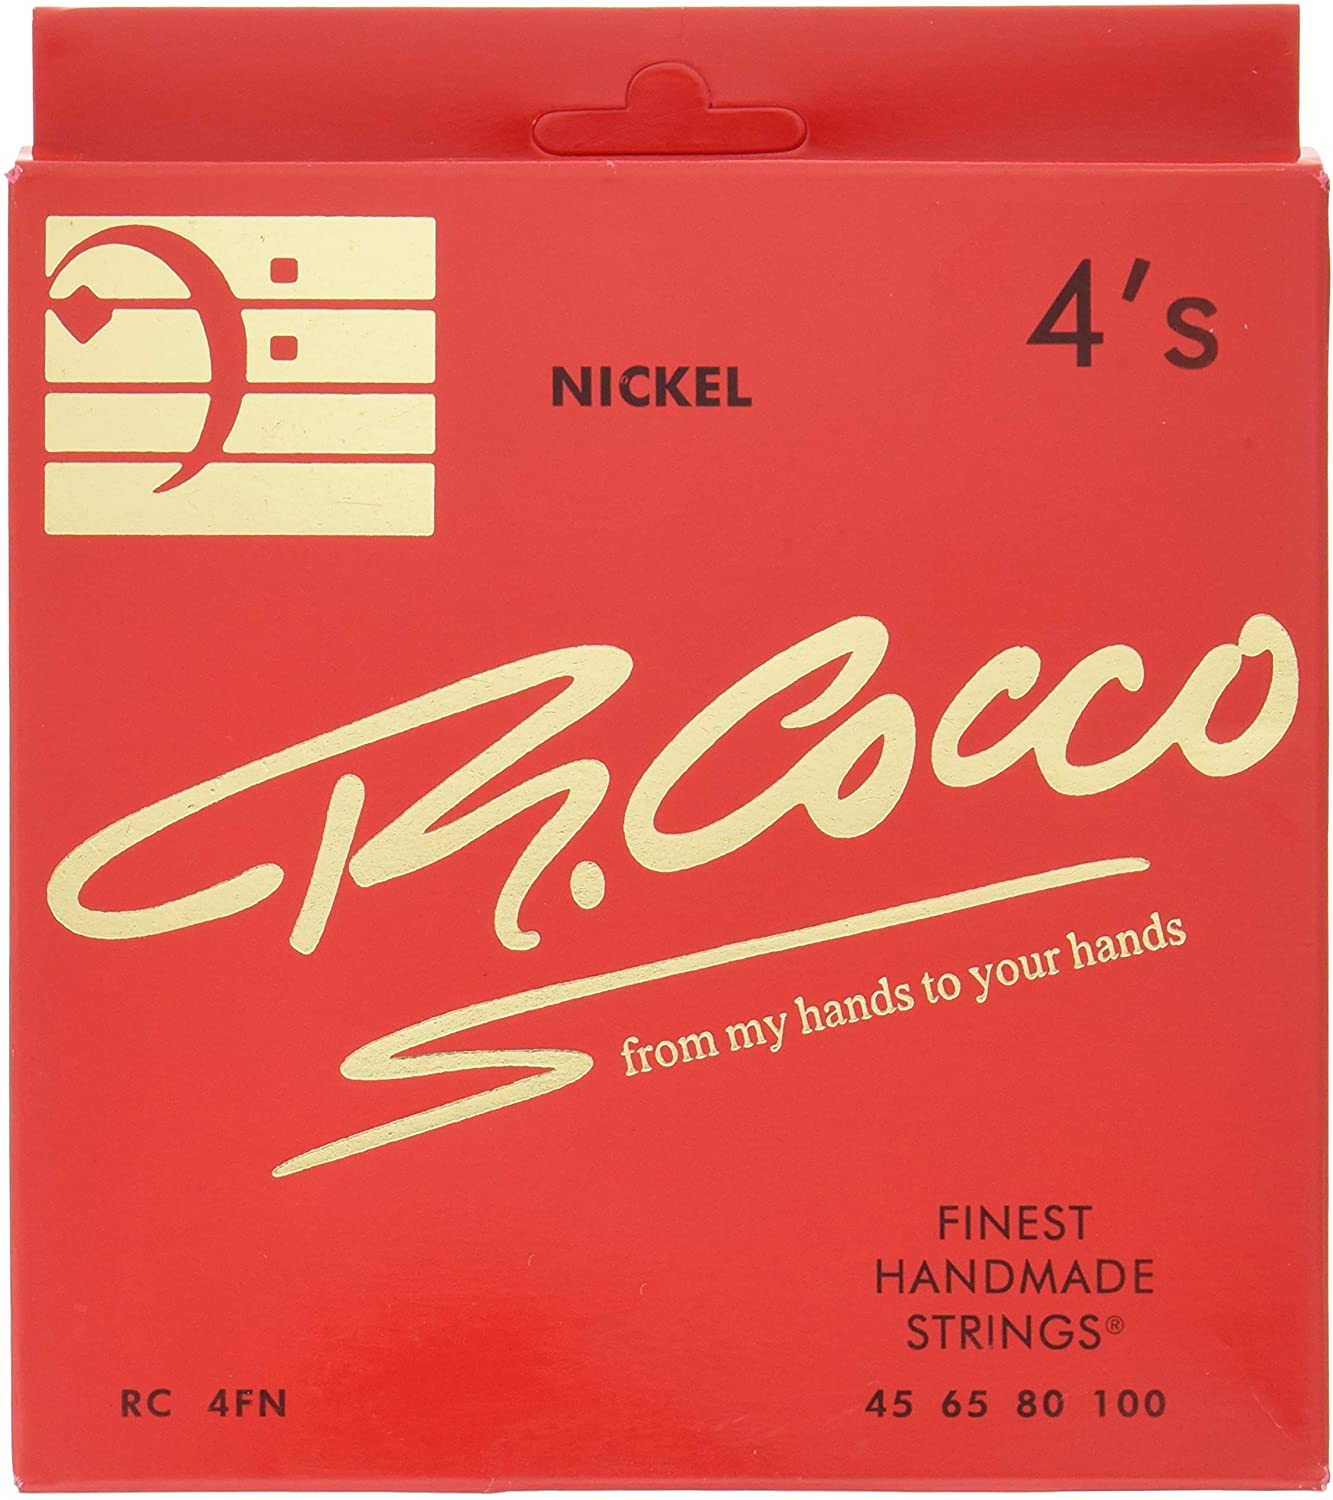 4's
NICKEL
R. Cocco
from my hands to your hands
FINEST
HANDMADE
STRINGS®
RC 4FN
45 65 80 100